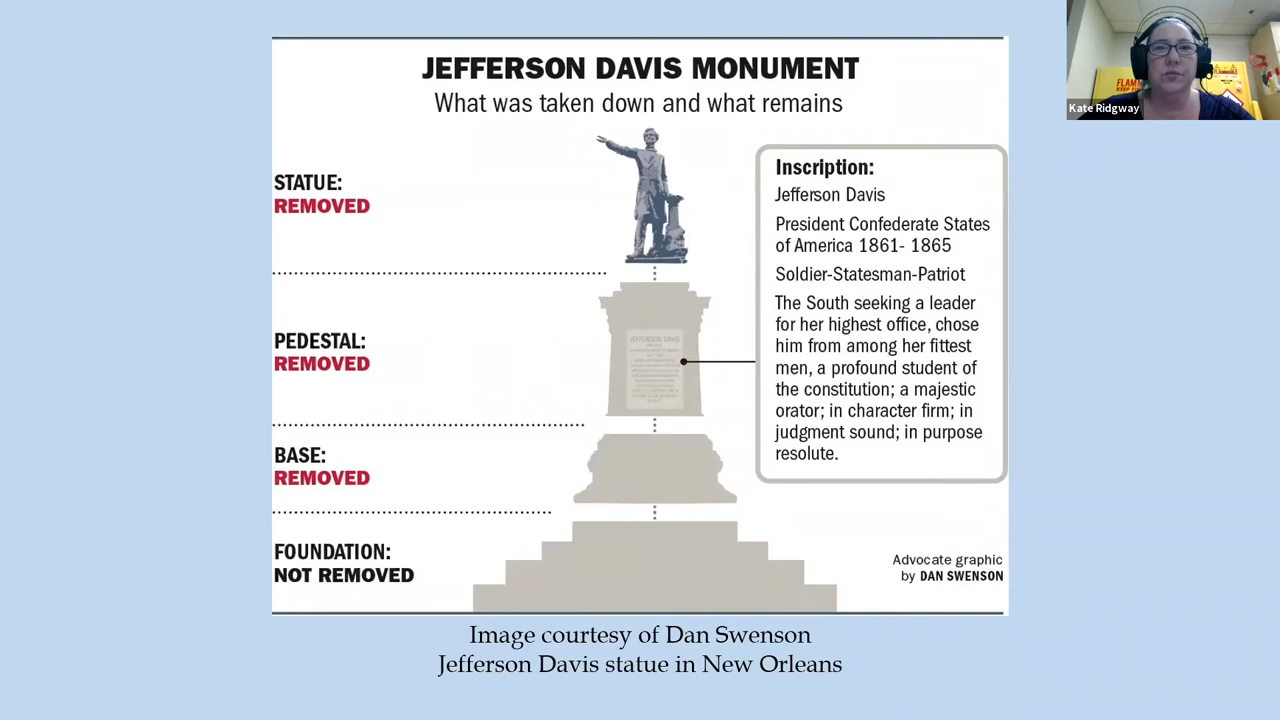 JEFFERSON DAVIS MONUMENT
What was taken down and what remains
STATUE:
REMOVED
PEDESTAL:
REMOVED
BASE:
REMOVED
FOUNDATION:
NOT REMOVED
JEFFERSON DAVIS
Inscription:
Jefferson Davis
President Confederate States
of America 1861- 1865
Soldier-Statesman-Patriot
The South seeking a leader
for her highest office, chose
him from among her fittest
men, a profound student of
the constitution; a majestic
orator; in character firm; in
judgment sound; in purpose
resolute.
Advocate graphic
by DAN SWENSON
Image courtesy of Dan Swenson
Jefferson Davis statue in New Orleans
Kate Ridgway